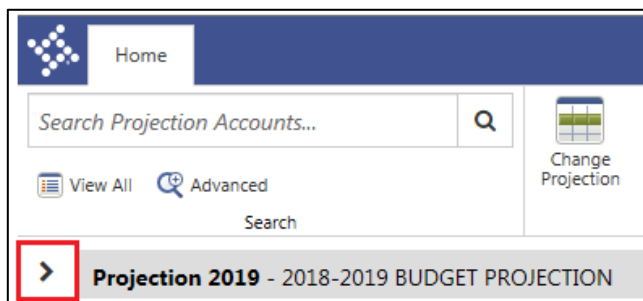 Home
Search Projection Accounts...
Change
Projection
View All
Advanced
Search
Projection 2019 - 2018-2019 BUDGET PROJECTION